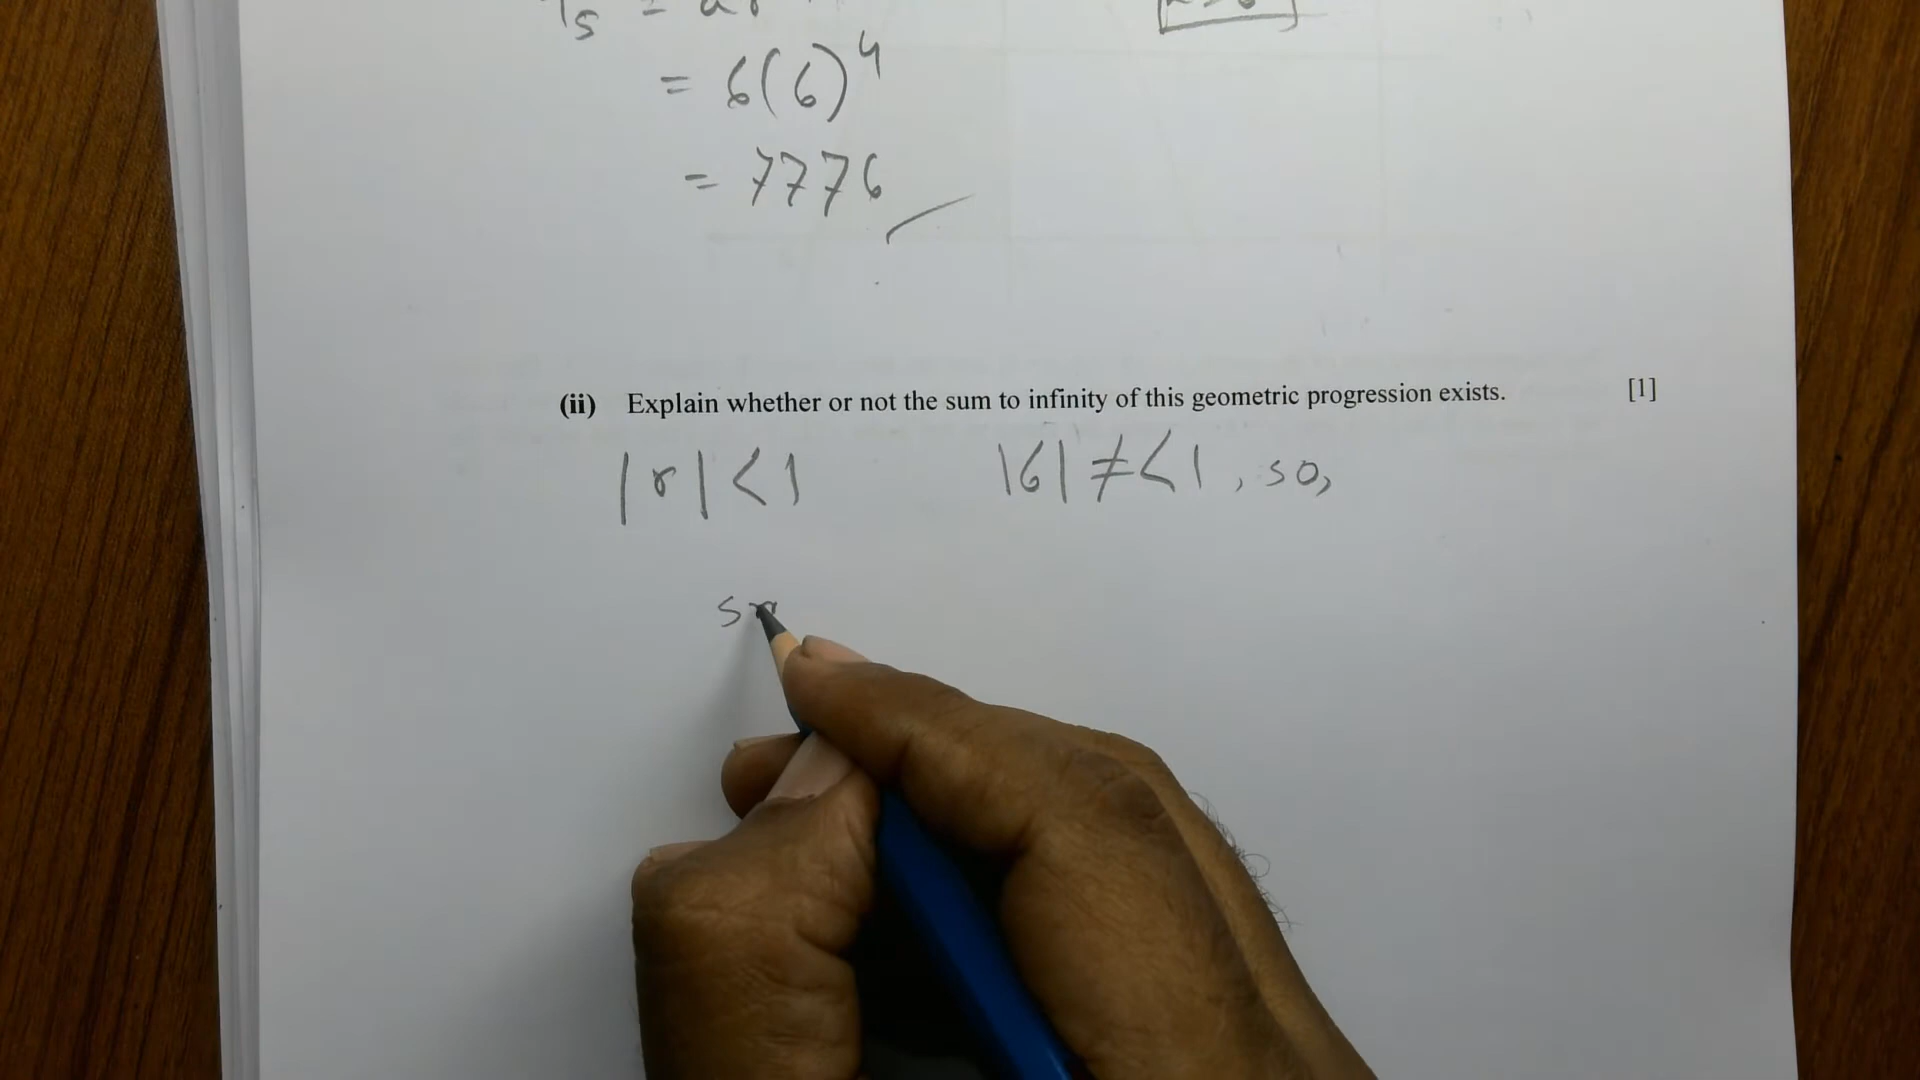 = 6(6)^4
= 7776
(ii) Explain whether or not the sum to infinity of this geometric progression exists. [1]
|r| < 1 |6| ≠< 1, so,